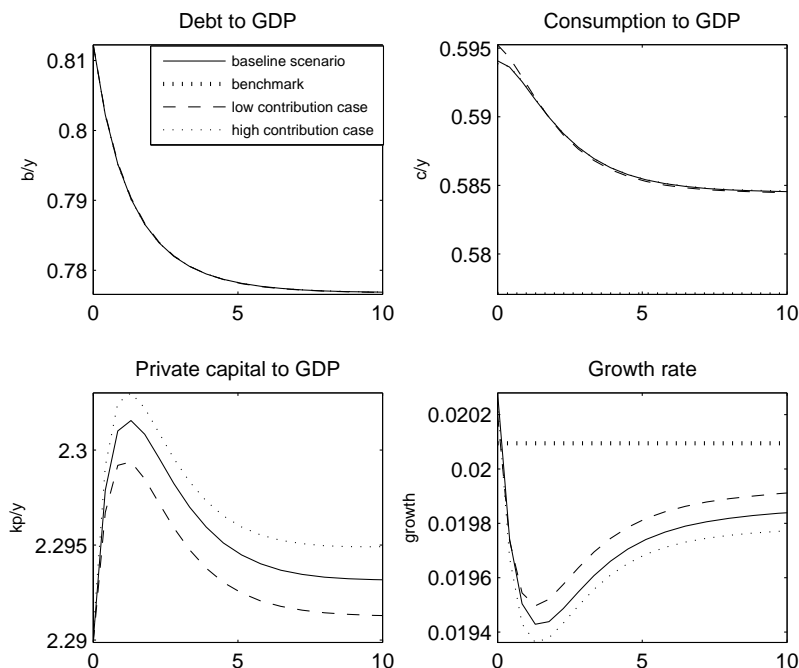 Debt to GDP
0.81
0.8
0.79
0.78
b/y
0
5
10
baseline scenario
benchmark
low contribution case
high contribution case
Consumption to GDP
0.595
0.59
0.585
0.58
c/y
0
5
10
Private capital to GDP
2.3
2.295
2.29
kp/y
0
5
10
Growth rate
0.0202
0.02
0.0198
0.0196
0.0194
growth
0
5
10